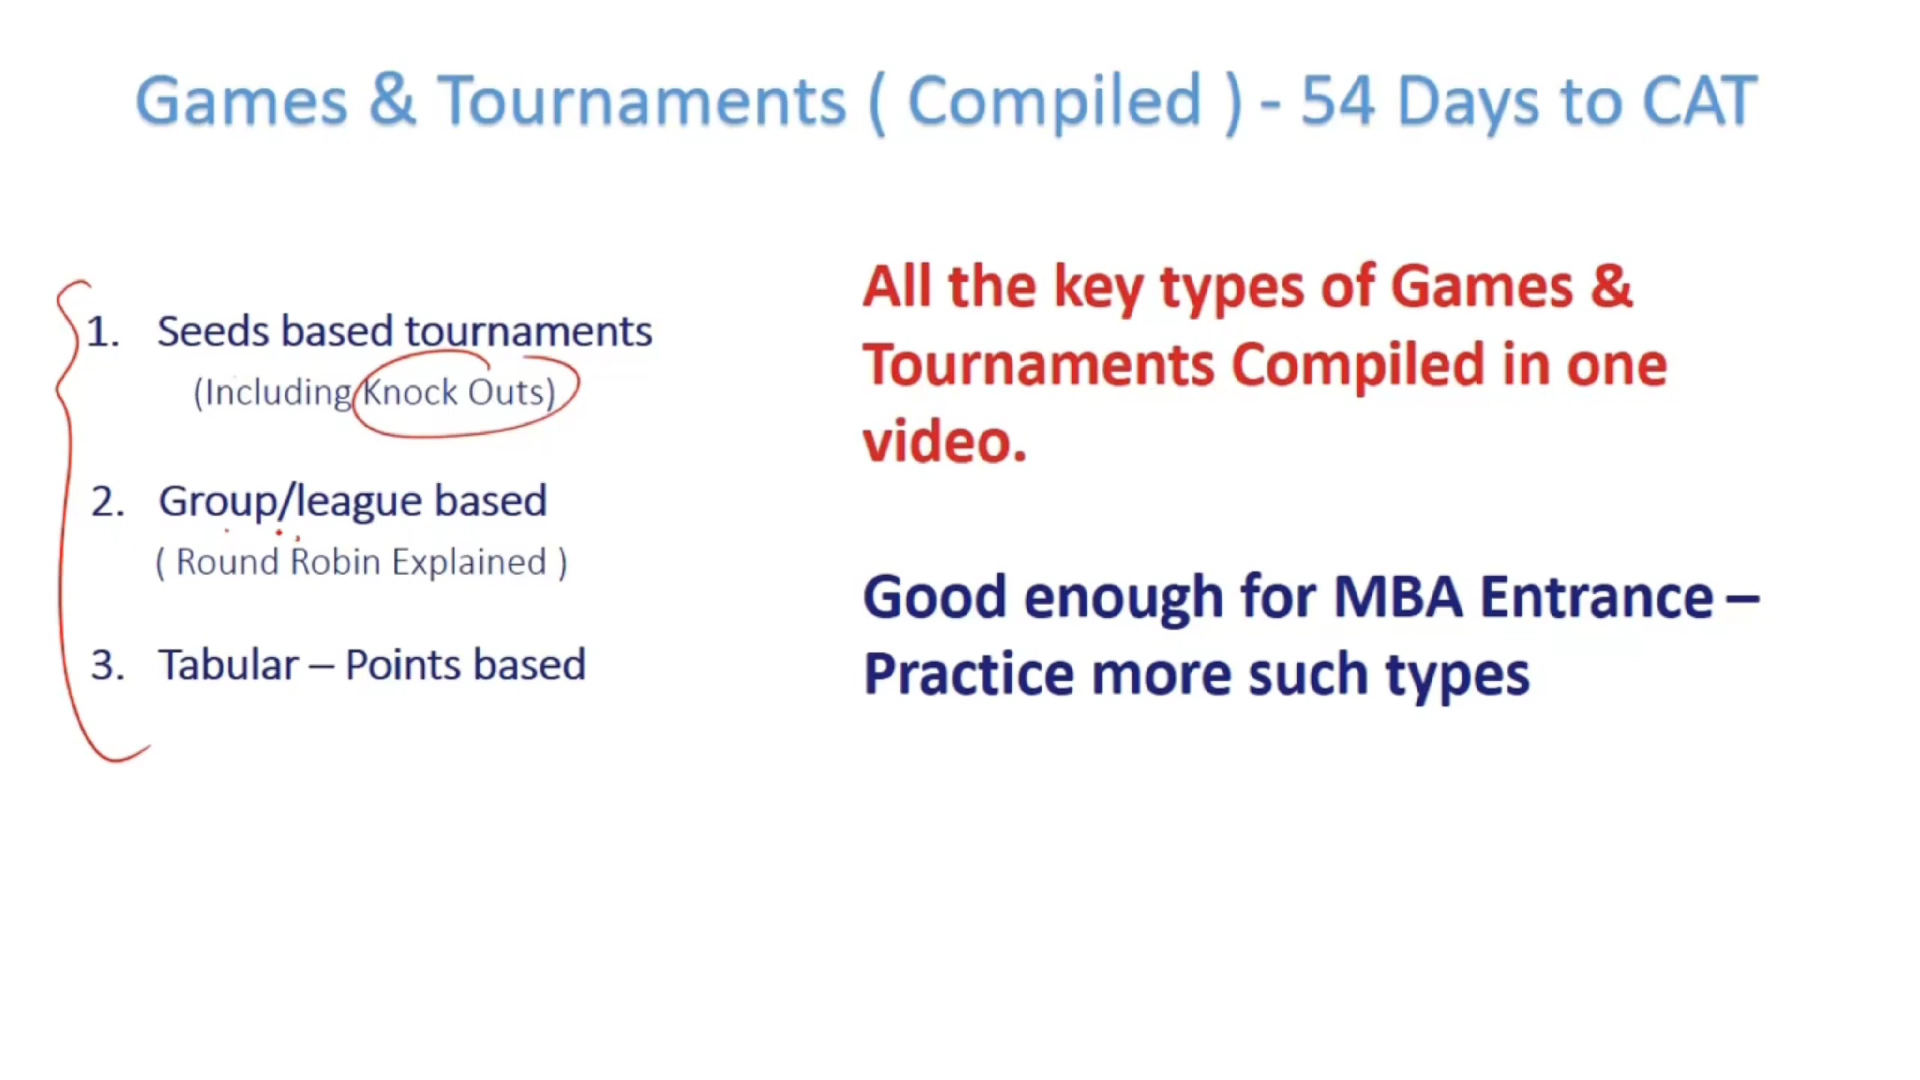 Games & Tournaments ( Compiled ) - 54 Days to CAT
1. Seeds based tournaments
(Including Knock Outs)
2. Group/league based
( Round Robin Explained )
3. Tabular – Points based
All the key types of Games &
Tournaments Compiled in one
video.
Good enough for MBA Entrance –
Practice more such types